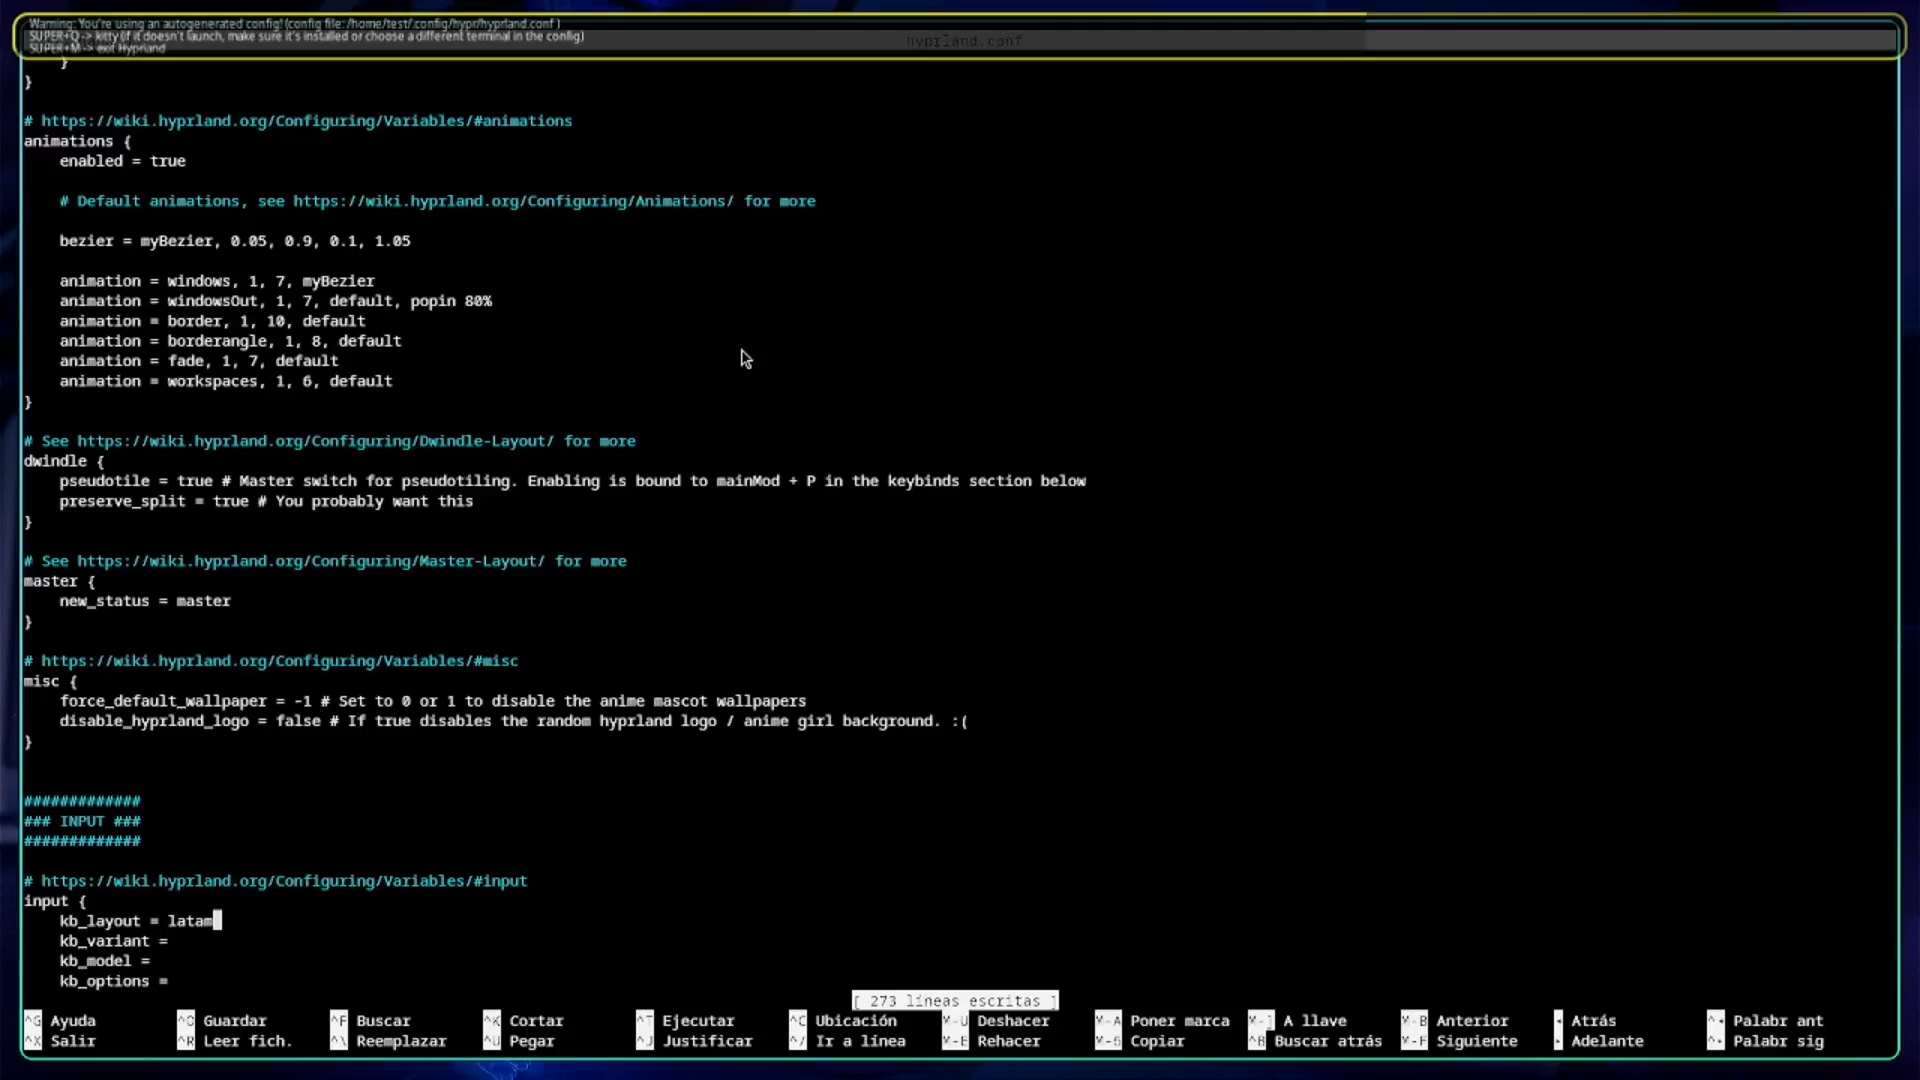 Warning: You're using an autogenerated config! (config file: /home/test/.config/hypr/hyprland.conf )
SUPER+Q -> kitty (if it doesn't launch, make sure it's installed or choose a different terminal in the config)
SUPER+M -> exit Hyprland
hyprland.conf
    }
}

# https://wiki.hyprland.org/Configuring/Variables/#animations
animations {
    enabled = true

    # Default animations, see https://wiki.hyprland.org/Configuring/Animations/ for more

    bezier = myBezier, 0.05, 0.9, 0.1, 1.05

    animation = windows, 1, 7, myBezier
    animation = windowsOut, 1, 7, default, popin 80%
    animation = border, 1, 10, default
    animation = borderangle, 1, 8, default
    animation = fade, 1, 7, default
    animation = workspaces, 1, 6, default
}

# See https://wiki.hyprland.org/Configuring/Dwindle-Layout/ for more
dwindle {
    pseudotile = true # Master switch for pseudotiling. Enabling is bound to mainMod + P in the keybinds section below
    preserve_split = true # You probably want this
}

# See https://wiki.hyprland.org/Configuring/Master-Layout/ for more
master {
    new_status = master
}

# https://wiki.hyprland.org/Configuring/Variables/#misc
misc {
    force_default_wallpaper = -1 # Set to 0 or 1 to disable the anime mascot wallpapers
    disable_hyprland_logo = false # If true disables the random hyprland logo / anime girl background. :(
}

#############
### INPUT ###
#############

# https://wiki.hyprland.org/Configuring/Variables/#input
input {
    kb_layout = latam
    kb_variant =
    kb_model =
    kb_options =
[ 273 líneas escritas ]
^G Ayuda ^O Guardar ^F Buscar ^K Cortar ^T Ejecutar ^C Ubicación M-U Deshacer M-A Poner marca M-] A llave M-B Anterior ◂ Atrás ^◂ Palabr ant
^X Salir ^R Leer fich. ^\ Reemplazar ^U Pegar ^J Justificar ^/ Ir a línea M-E Rehacer M-6 Copiar ^B Buscar atrás M-F Siguiente ▸ Adelante ^▸ Palabr sig